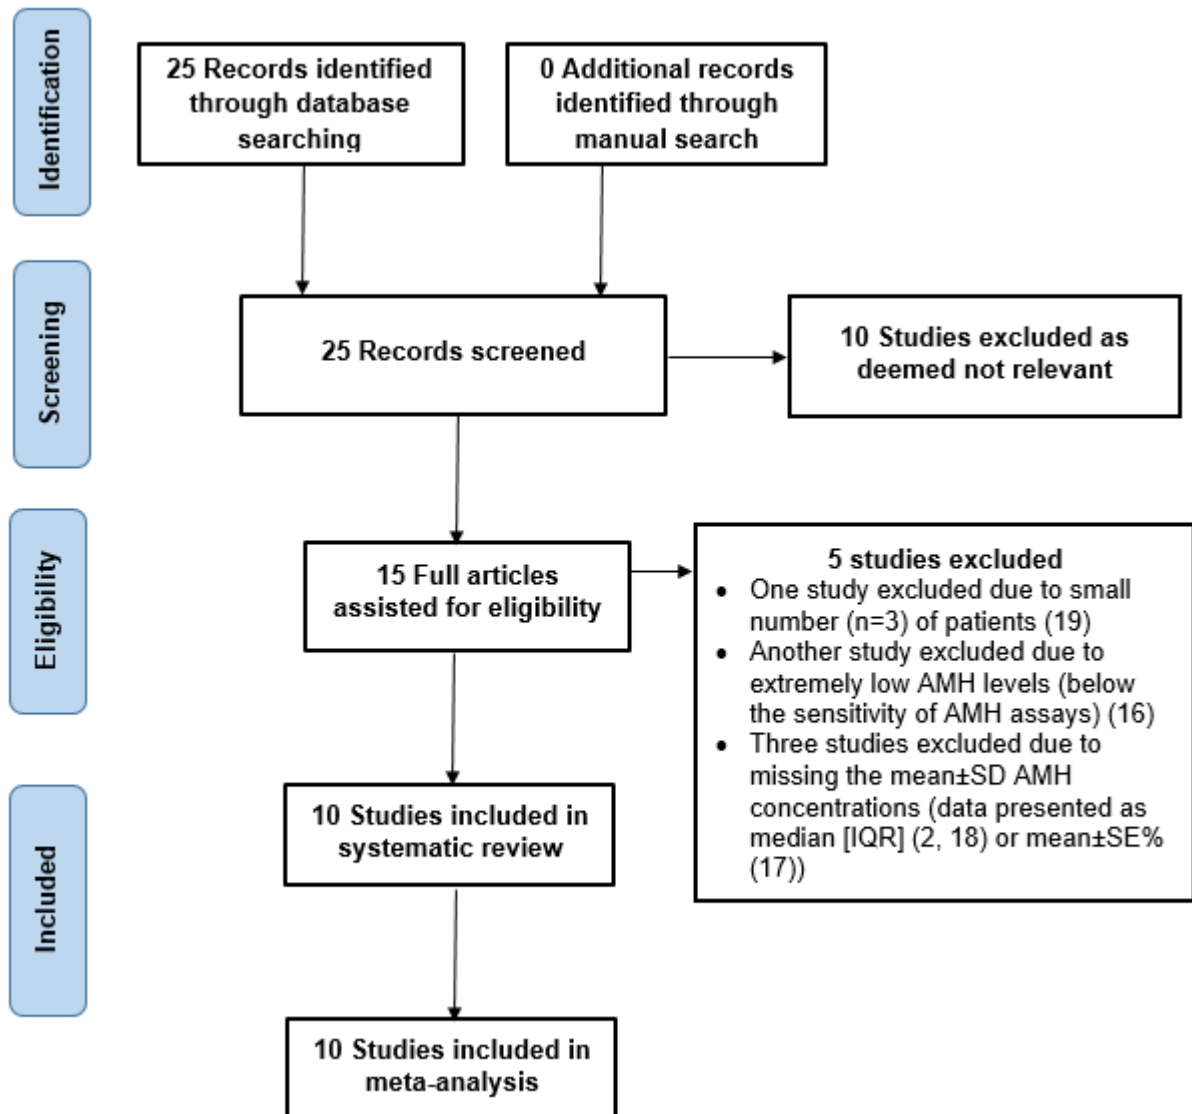 Identification
25 Records identified
through database
searching
0 Additional records
identified through
manual search
Screening
25 Records screened
10 Studies excluded as
deemed not relevant
Eligibility
15 Full articles
assisted for eligibility
5 studies excluded
• One study excluded due to small
number (n=3) of patients (19)
• Another study excluded due to
extremely low AMH levels (below
the sensitivity of AMH assays) (16)
• Three studies excluded due to
missing the mean±SD AMH
concentrations (data presented as
median [IQR] (2, 18) or mean±SE%
(17))
Included
10 Studies included in
systematic review
10 Studies included in
meta-analysis